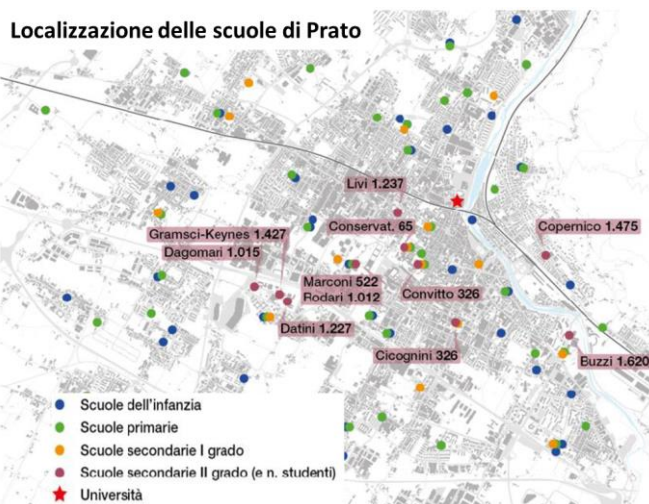 Localizzazione delle scuole di Prato
Livi 1.237
Gramsci-Keynes 1.427
Conservat. 65
Copernico 1.475
Dagomari 1.015
Marconi 522
Rodari 1.012
Convitto 326
Datini 1.227
Cicognini 326
Buzzi 1.620
Scuole dell'infanzia
Scuole primarie
Scuole secondarie I grado
Scuole secondarie II grado (e n. studenti)
Università